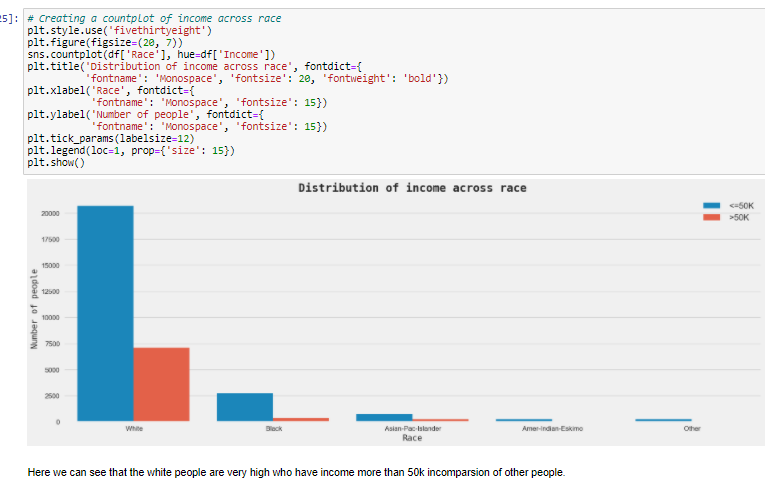 25]: # Creating a countplot of income across race
plt.style.use('fivethirtyeight')
plt.figure(figsize=(20, 7))
sns.countplot(df['Race'], hue=df['Income'])
plt.title('Distribution of income across race', fontdict={
'fontname': 'Monospace', 'fontsize': 20, 'fontweight': 'bold'})
plt.xlabel('Race', fontdict={
'fontname': 'Monospace', 'fontsize': 15})
plt.ylabel('Number of people', fontdict={
'fontname': 'Monospace', 'fontsize': 15})
plt.tick_params(labelsize=12)
plt.legend(loc=1, prop={'size': 15})
plt.show()
Distribution of income across race
<=50K
>50K
20000
17500
15000
12500
10000
7500
5000
2500
0
Number of people
White Black Asian-Pac-Islander Amer-Indian-Eskimo Other
Race
Here we can see that the white people are very high who have income more than 50k incomparsion of other people.